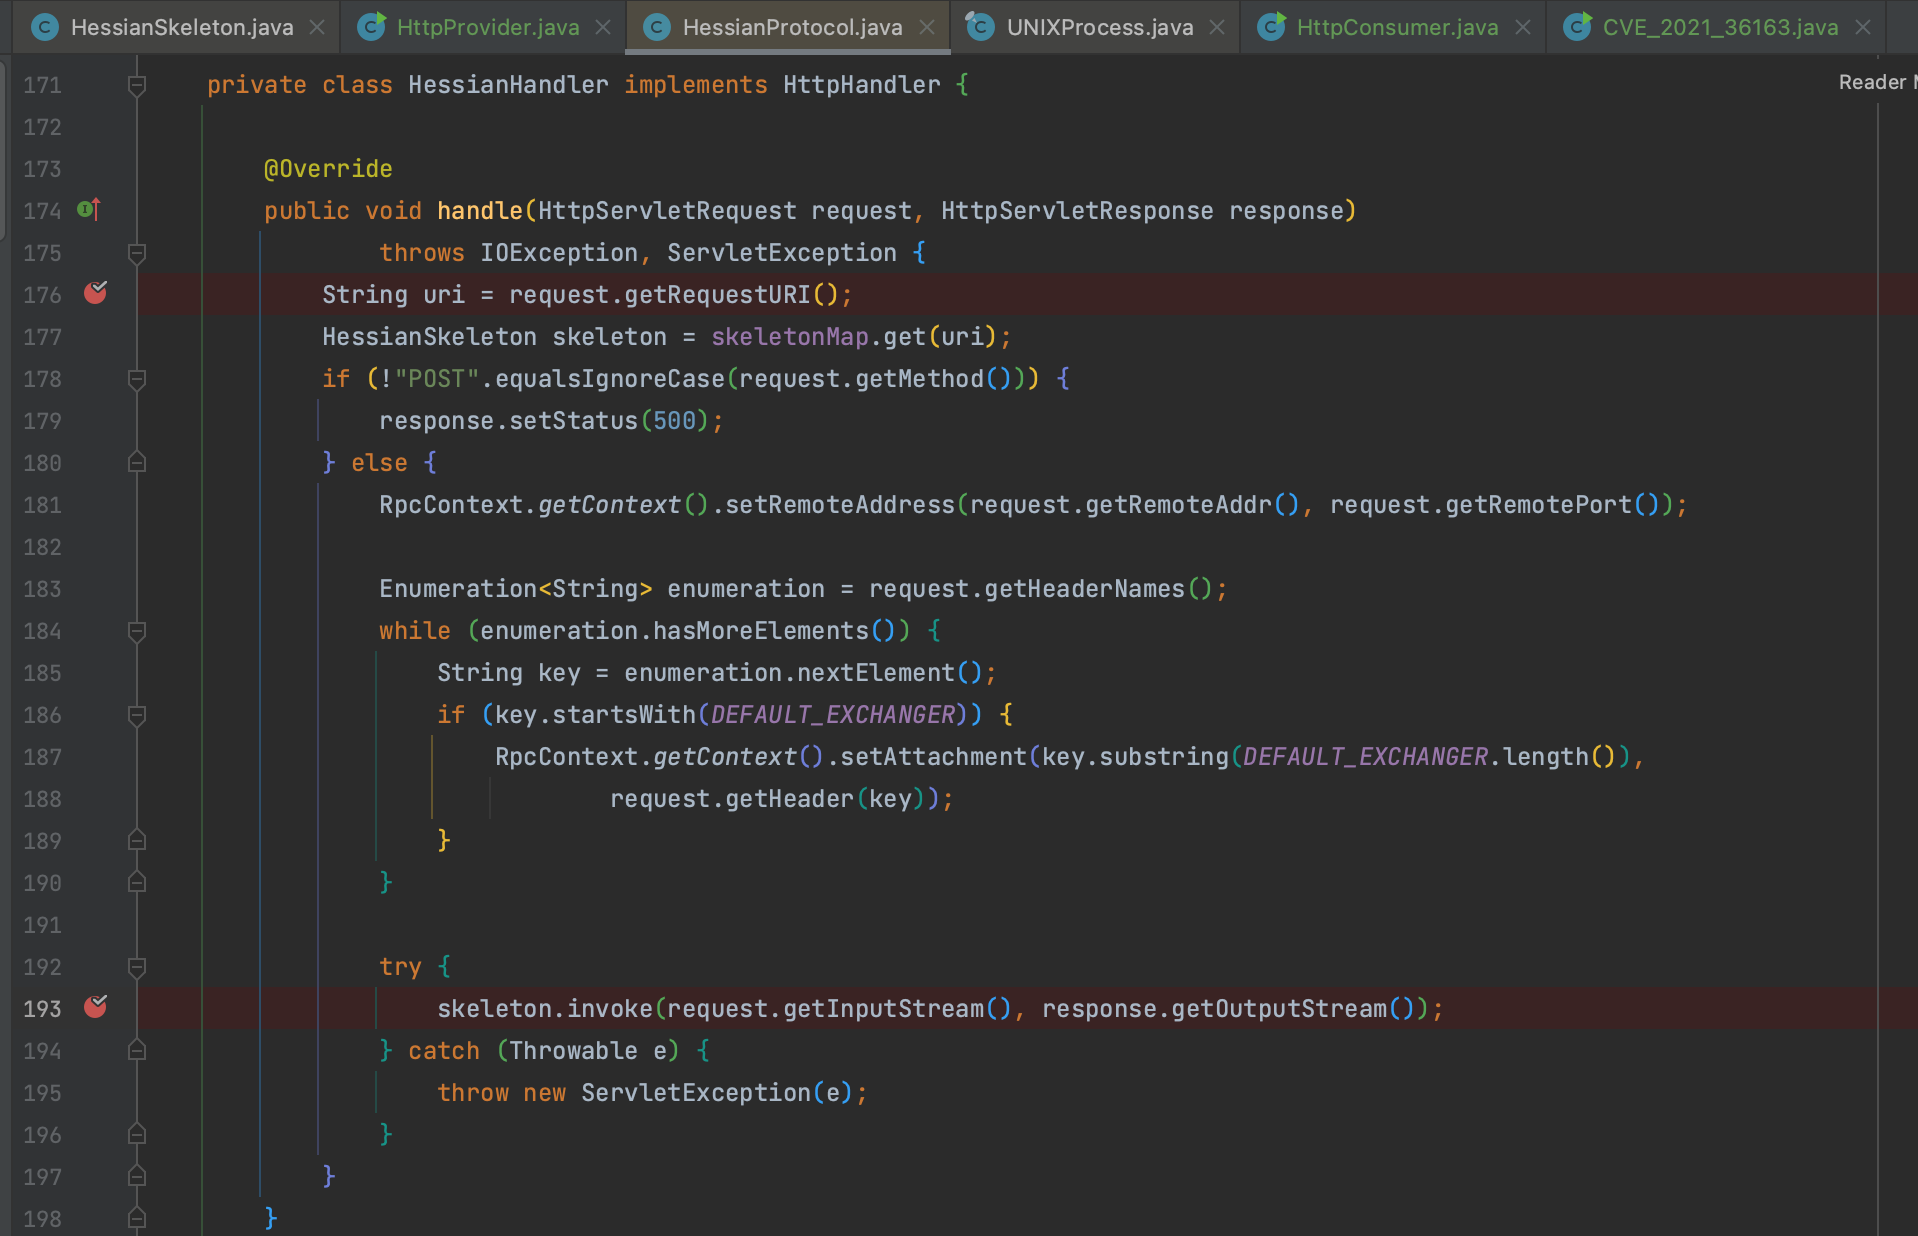 HessianSkeleton.java HttpProvider.java HessianProtocol.java UNIXProcess.java HttpConsumer.java CVE_2021_36163.java
Reader M
171 private class HessianHandler implements HttpHandler {
172
173 @Override
174 public void handle(HttpServletRequest request, HttpServletResponse response)
175 throws IOException, ServletException {
176 String uri = request.getRequestURI();
177 HessianSkeleton skeleton = skeletonMap.get(uri);
178 if (!"POST".equalsIgnoreCase(request.getMethod())) {
179 response.setStatus(500);
180 } else {
181 RpcContext.getContext().setRemoteAddress(request.getRemoteAddr(), request.getRemotePort());
182
183 Enumeration<String> enumeration = request.getHeaderNames();
184 while (enumeration.hasMoreElements()) {
185 String key = enumeration.nextElement();
186 if (key.startsWith(DEFAULT_EXCHANGER)) {
187 RpcContext.getContext().setAttachment(key.substring(DEFAULT_EXCHANGER.length()),
188 request.getHeader(key));
189 }
190 }
191
192 try {
193 skeleton.invoke(request.getInputStream(), response.getOutputStream());
194 } catch (Throwable e) {
195 throw new ServletException(e);
196 }
197 }
198 }